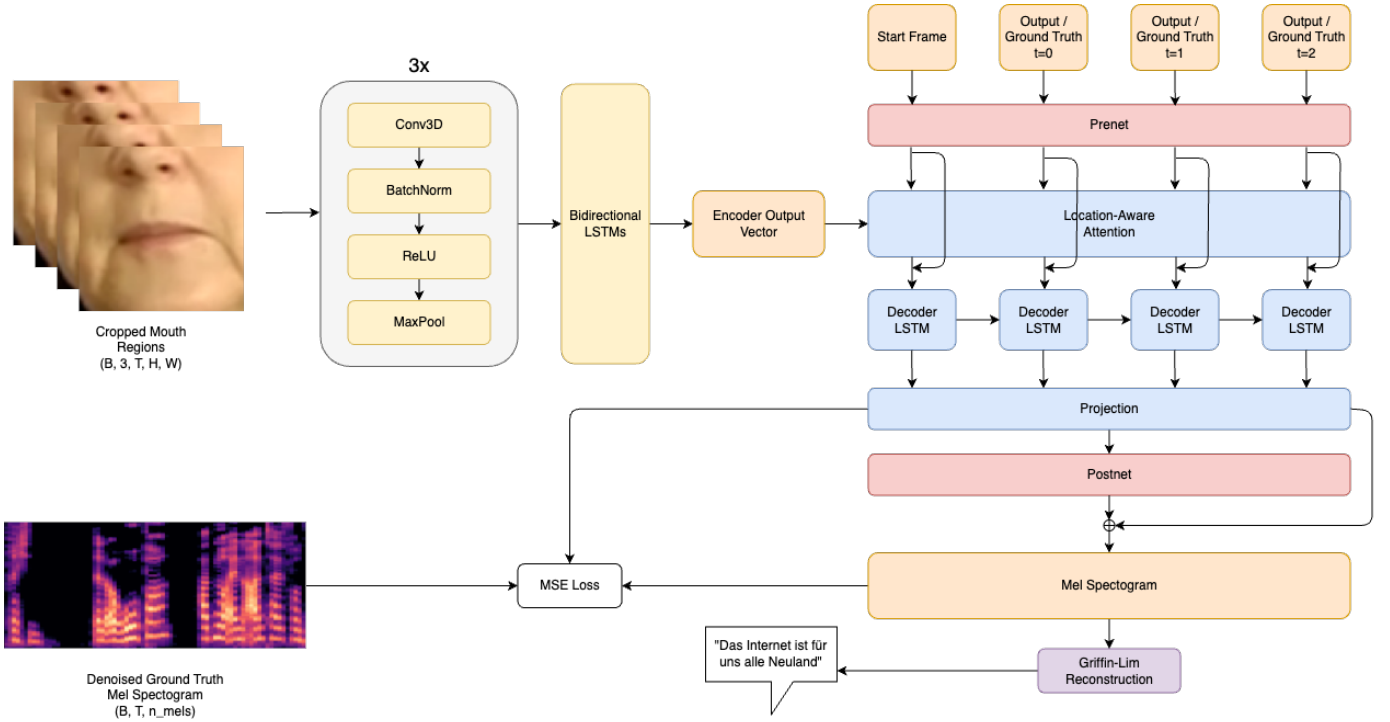 Start Frame
Output /
Ground Truth
t=0
Output /
Ground Truth
t=1
Output /
Ground Truth
t=2
3x
Conv3D
BatchNorm
ReLU
MaxPool
Bidirectional
LSTMs
Encoder Output
Vector
Prenet
Location-Aware
Attention
Decoder
LSTM
Decoder
LSTM
Decoder
LSTM
Decoder
LSTM
Cropped Mouth
Regions
(B, 3, T, H, W)
Projection
Postnet
MSE Loss
Mel Spectogram
"Das Internet ist für
uns alle Neuland"
Griffin-Lim
Reconstruction
Denoised Ground Truth
Mel Spectrogram
(B, T, n_mels)